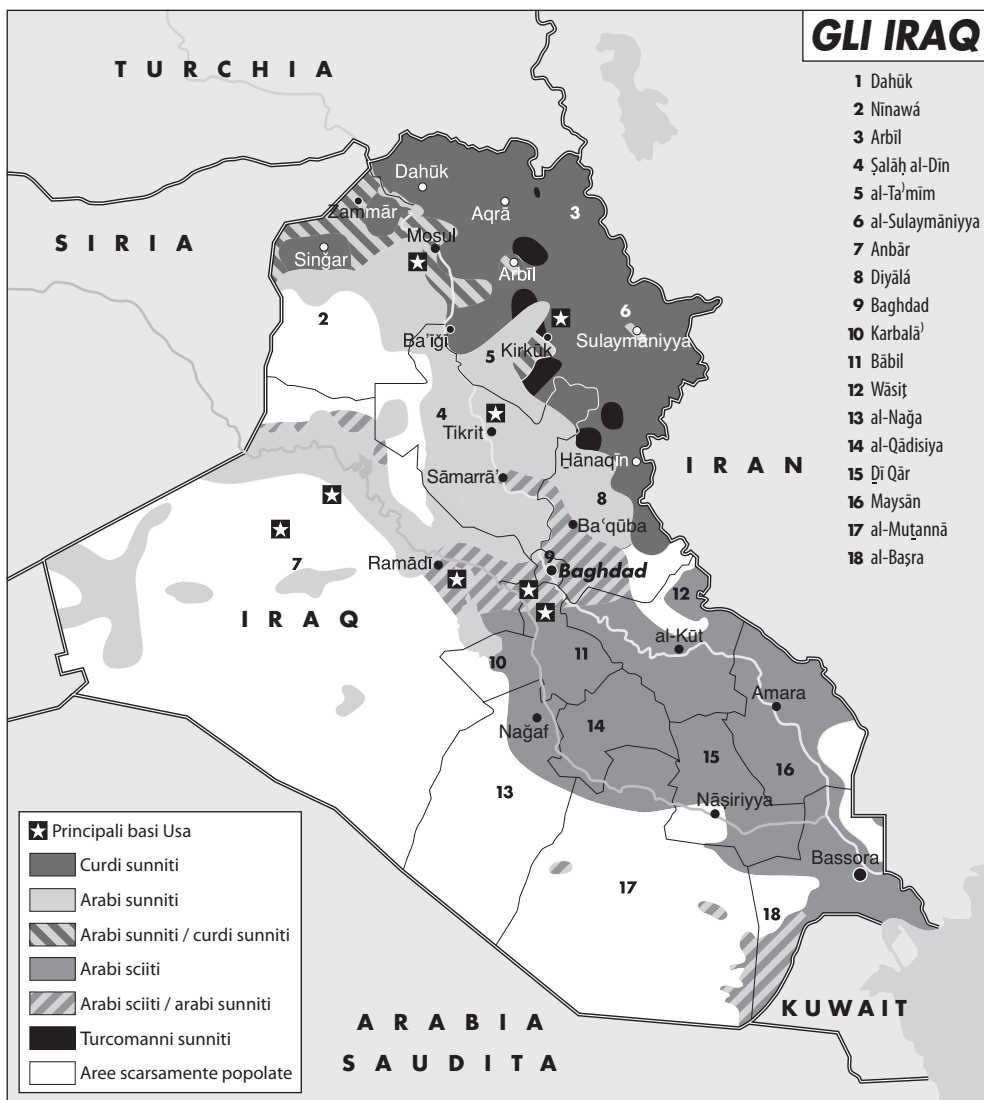 GLI IRAQ
1 Dahūk
2 Nīnawá
3 Arbīl
4 Ṣalāḥ al-Dīn
5 al-Taʾmīm
6 al-Sulaymāniyya
7 Anbār
8 Diyālá
9 Baghdad
10 Karbalāʾ
11 Bābil
12 Wāsiṭ
13 al-Nağa
14 al-Qādisiya
15 Ḏī Qār
16 Maysān
17 al-Muṯannā
18 al-Baṣra
TURCHIA
SIRIA
Dahūk
Zammār
Aqrā
3
Mosul
Sinğar
Arbīl
2
6
Ba'īğī
5
Kirkūk
Sulaymāniyya
4
Tikrit
IRAN
Ḫānaqīn
Sāmarrā'
8
Ba‘qūba
7
Ramādī
9
Baghdad
IRAQ
12
al-Kūt
10
11
Amara
Nağaf
14
15
16
13
Nāṣiriyya
Bassora
17
18
KUWAIT
ARABIA
SAUDITA
Principali basi Usa
Curdi sunniti
Arabi sunniti
Arabi sunniti / curdi sunniti
Arabi sciiti
Arabi sciiti / arabi sunniti
Turcomanni sunniti
Aree scarsamente popolate